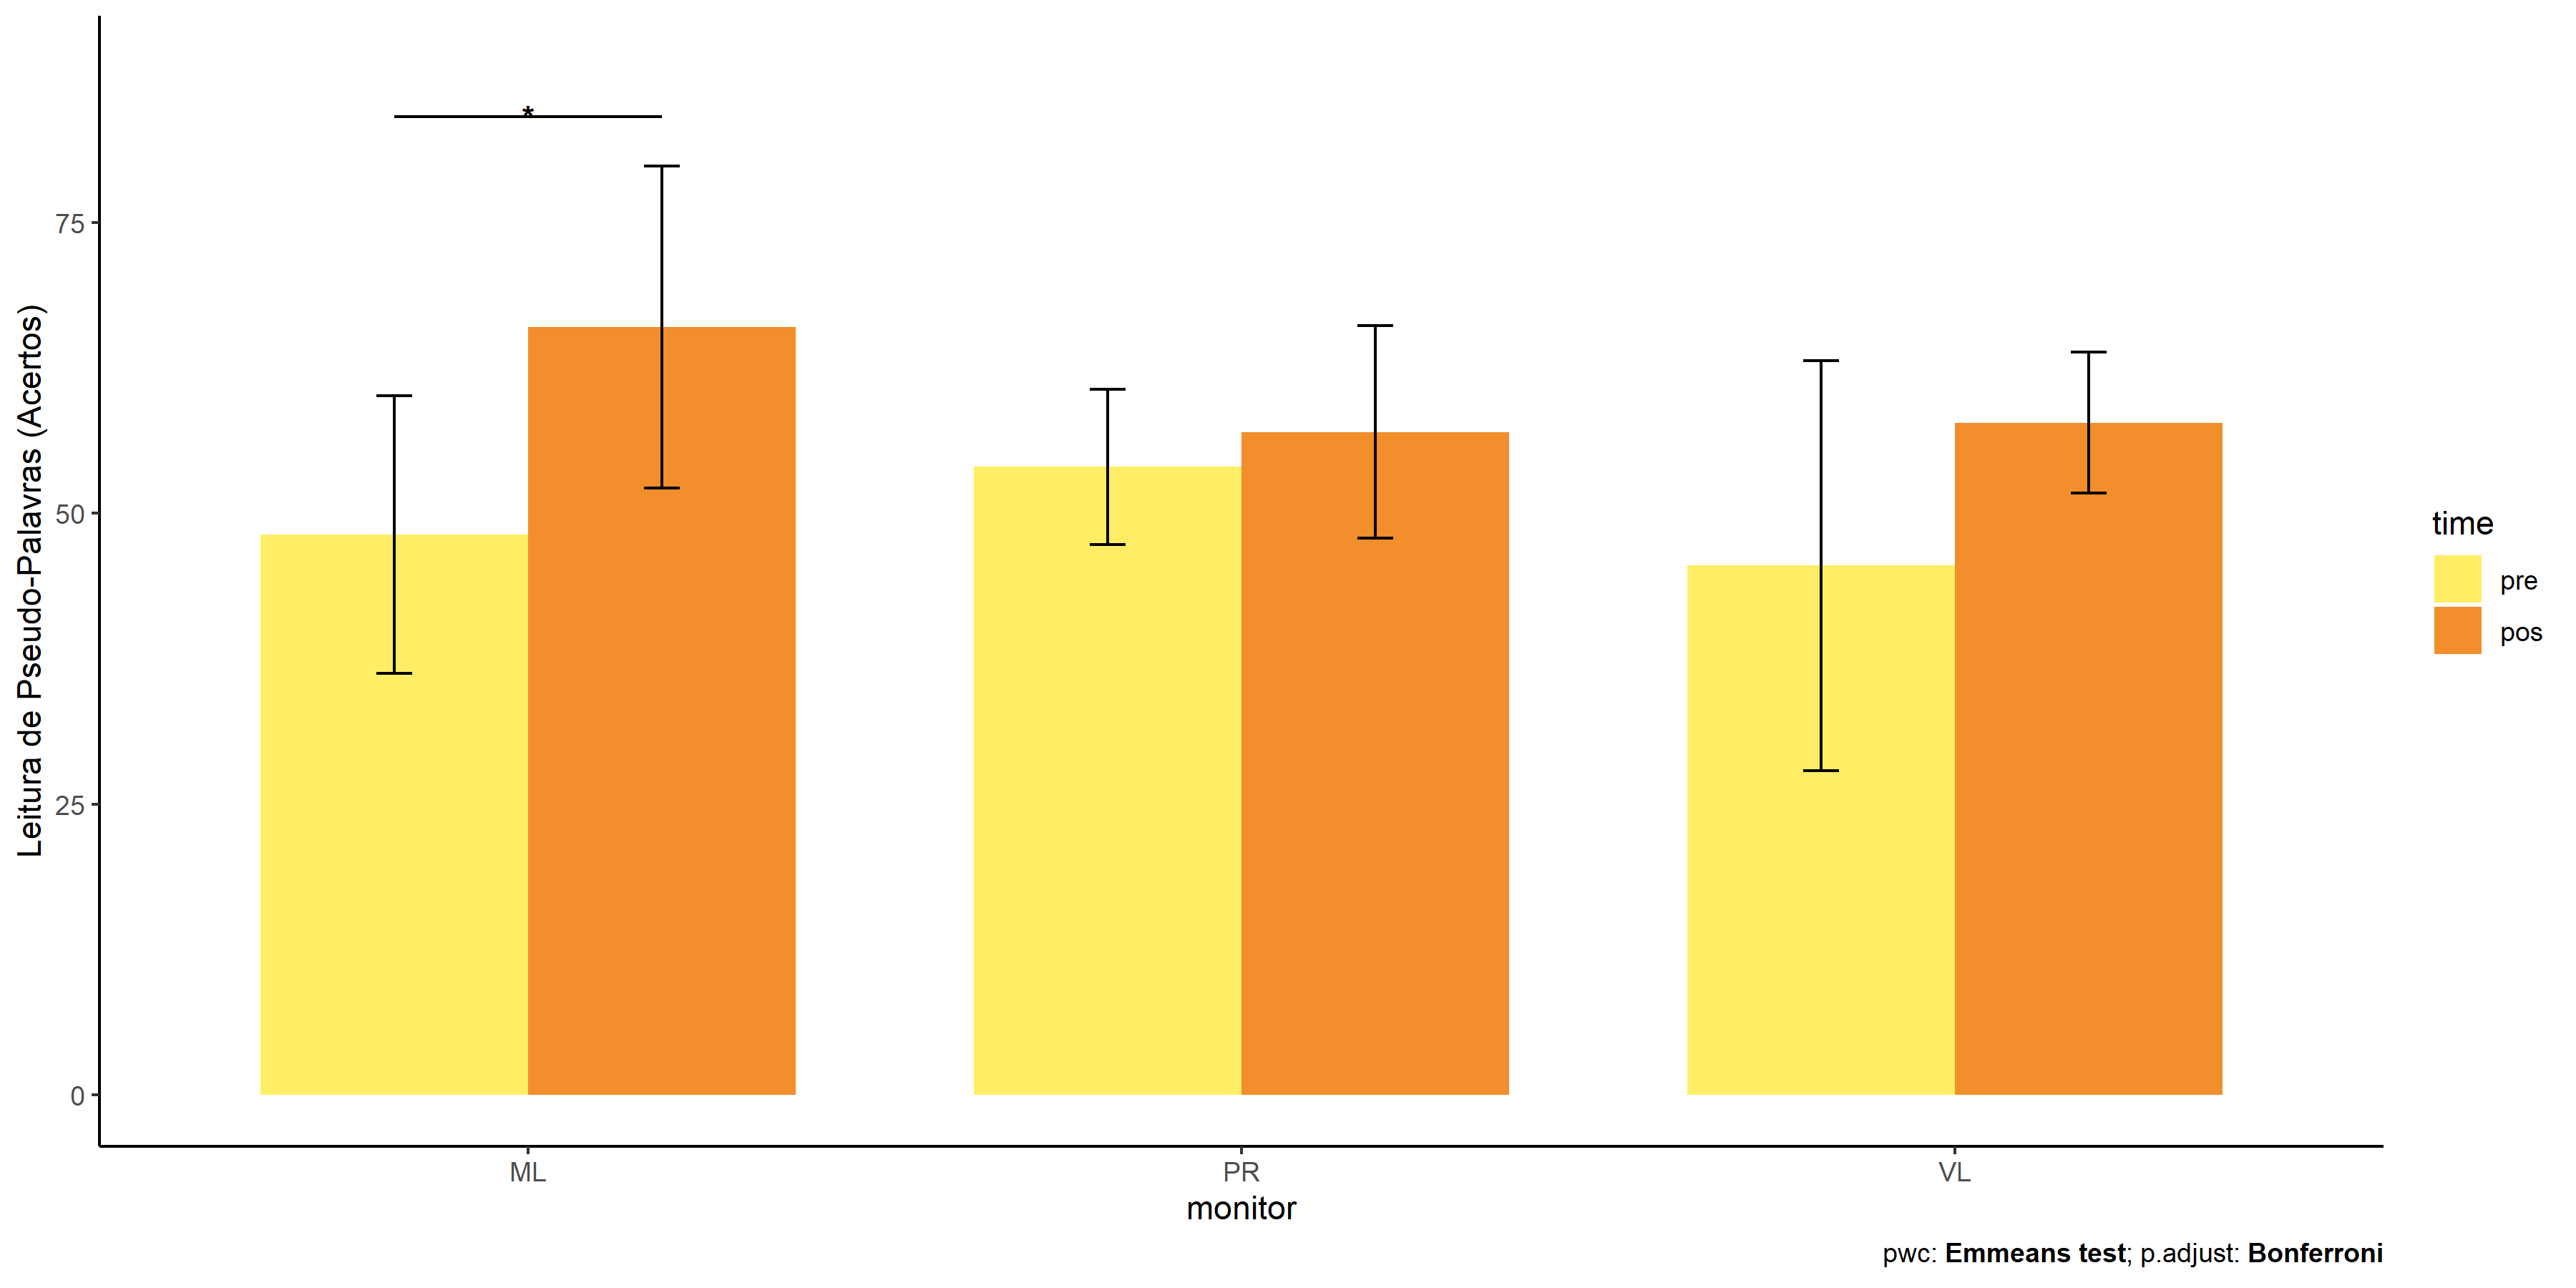 Leitura de Pseudo-Palavras (Acertos)
75
50
25
0
*
ML
PR
VL
monitor
time
pre
pos
pwc: Emmeans test; p.adjust: Bonferroni